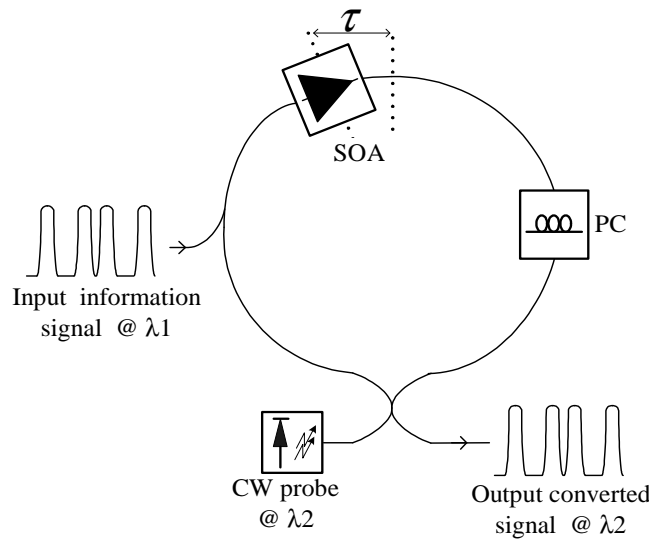 τ
SOA
PC
Input information
signal @ λ1
CW probe
@ λ2
Output converted
signal @ λ2